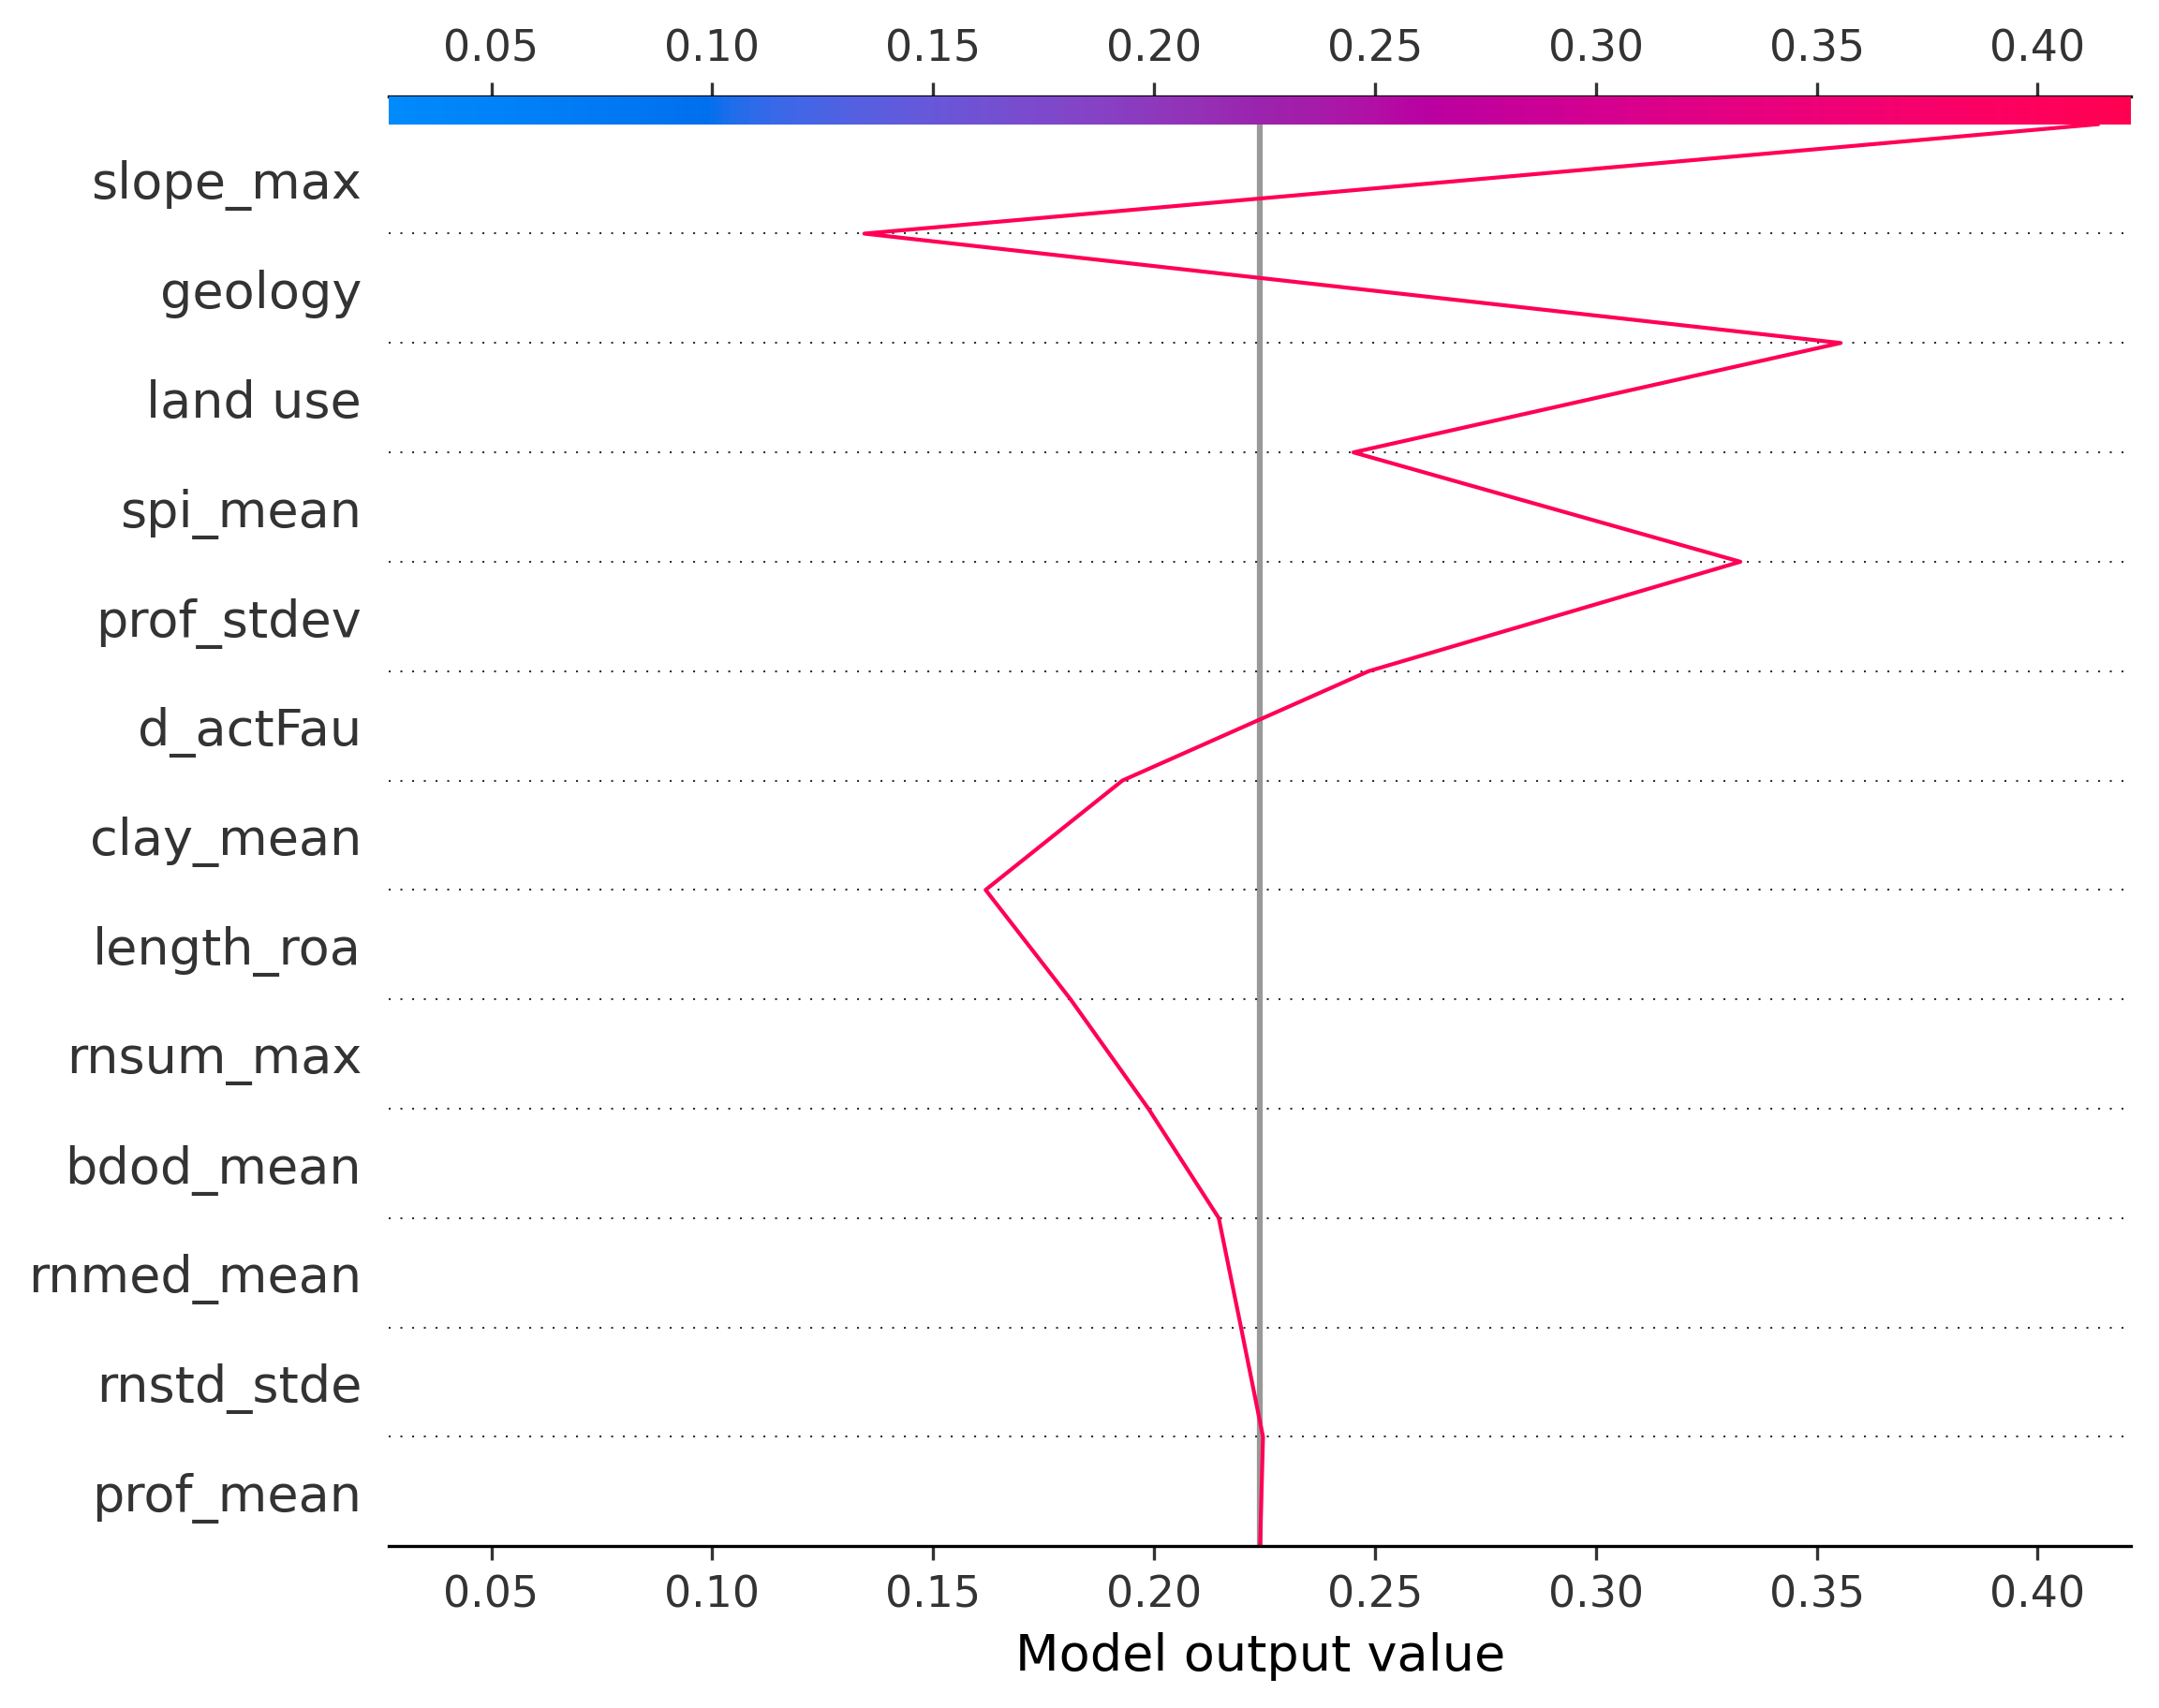 0.05 0.10 0.15 0.20 0.25 0.30 0.35 0.40
slope_max
geology
land use
spi_mean
prof_stdev
d_actFau
clay_mean
length_roa
rnsum_max
bdod_mean
rnmed_mean
rnstd_stde
prof_mean
0.05 0.10 0.15 0.20 0.25 0.30 0.35 0.40
Model output value